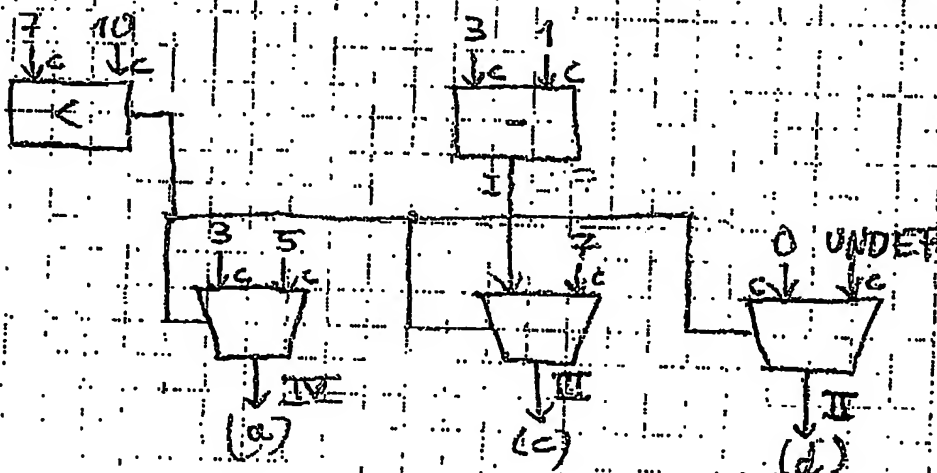 7 10 3 1
c c c c
< -
I
3 5 7 0 UNDEF
c c c c c
IV III II
(a) (c) (d)